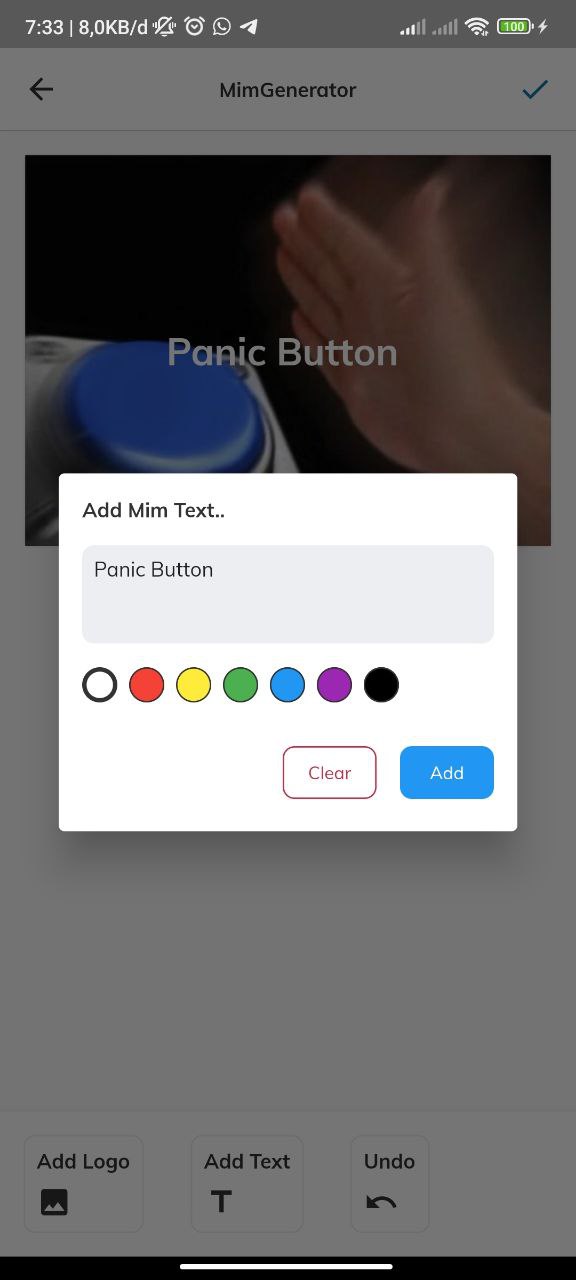 7:33 | 8,0KB/d
100
MimGenerator
Panic Button
Add Mim Text..
Panic Button
Clear
Add
Add Logo
Add Text
Undo